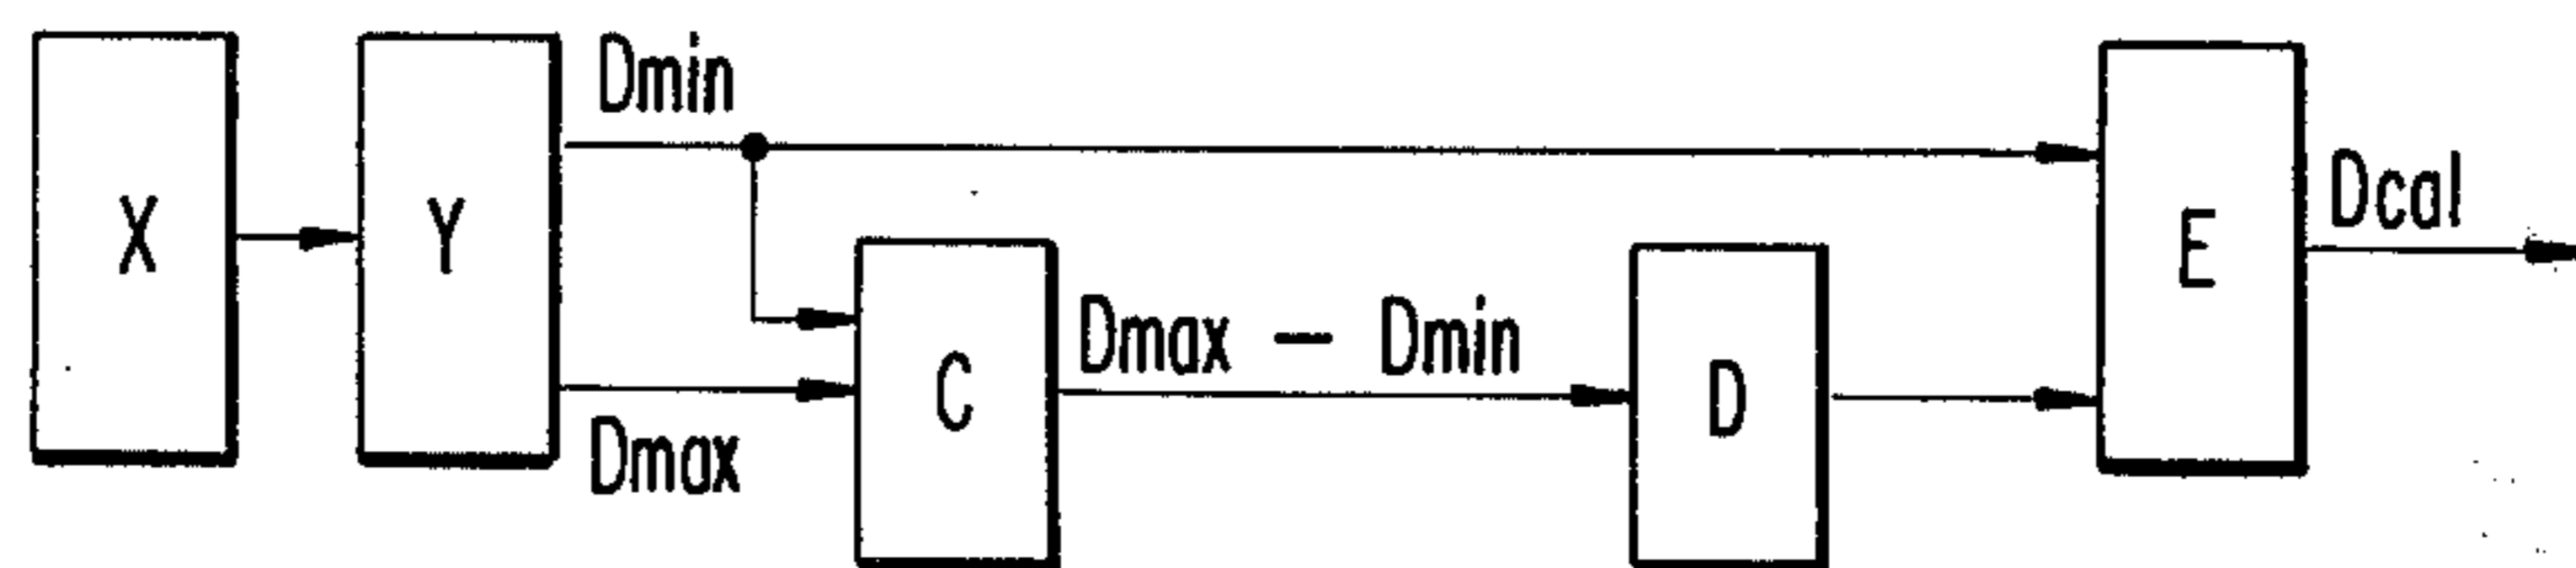 X
Y
Dmin
Dmax
C
Dmax — Dmin
D
E
Dcal